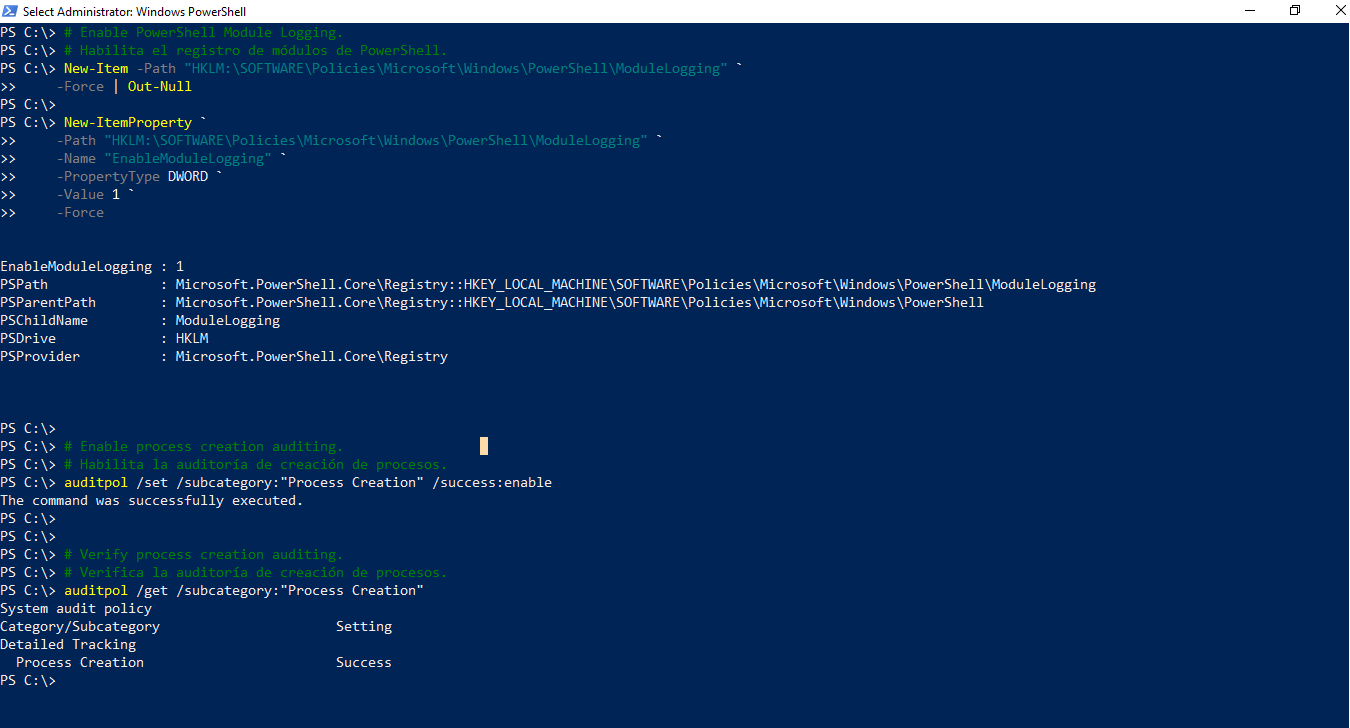 Select Administrator: Windows PowerShell
PS C:\> # Enable PowerShell Module Logging.
PS C:\> # Habilita el registro de módulos de PowerShell.
PS C:\> New-Item -Path "HKLM:\SOFTWARE\Policies\Microsoft\Windows\PowerShell\ModuleLogging" `
>>     -Force | Out-Null
PS C:\>
PS C:\> New-ItemProperty `
>>     -Path "HKLM:\SOFTWARE\Policies\Microsoft\Windows\PowerShell\ModuleLogging" `
>>     -Name "EnableModuleLogging" `
>>     -PropertyType DWORD `
>>     -Value 1 `
>>     -Force
EnableModuleLogging : 1
PSPath              : Microsoft.PowerShell.Core\Registry::HKEY_LOCAL_MACHINE\SOFTWARE\Policies\Microsoft\Windows\PowerShell\ModuleLogging
PSParentPath        : Microsoft.PowerShell.Core\Registry::HKEY_LOCAL_MACHINE\SOFTWARE\Policies\Microsoft\Windows\PowerShell
PSChildName         : ModuleLogging
PSDrive             : HKLM
PSProvider          : Microsoft.PowerShell.Core\Registry
PS C:\>
PS C:\> # Enable process creation auditing.
PS C:\> # Habilita la auditoría de creación de procesos.
PS C:\> auditpol /set /subcategory:"Process Creation" /success:enable
The command was successfully executed.
PS C:\>
PS C:\>
PS C:\> # Verify process creation auditing.
PS C:\> # Verifica la auditoría de creación de procesos.
PS C:\> auditpol /get /subcategory:"Process Creation"
System audit policy
Category/Subcategory                      Setting
Detailed Tracking
  Process Creation                        Success
PS C:\>